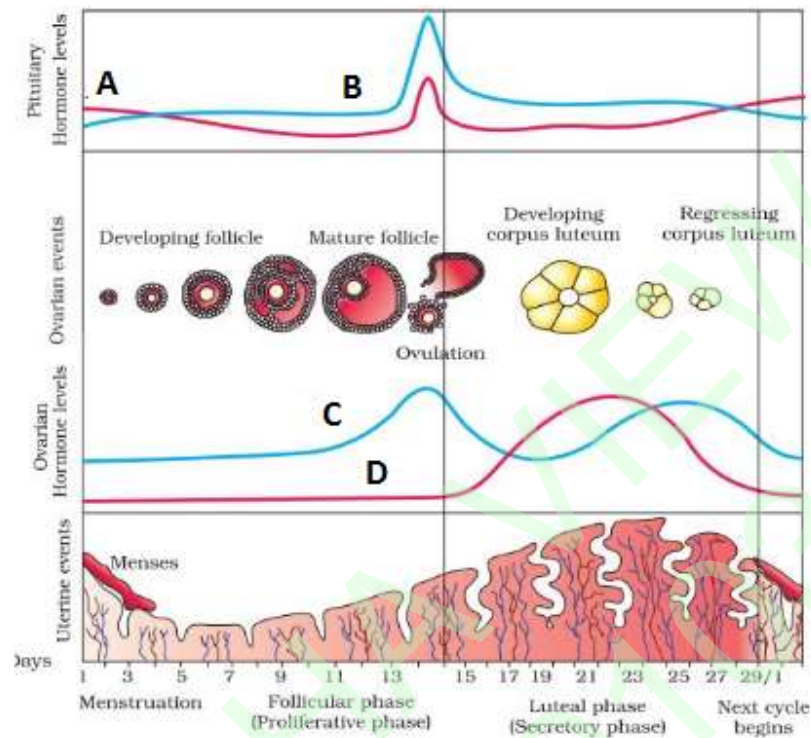 Pituitary
Hormone levels
A
B
Ovarian events
Developing follicle
Mature follicle
Developing
corpus luteum
Regressing
corpus luteum
Ovulation
Ovarian
Hormone levels
C
D
Uterine events
Menses
Days
1 3 5 7 9 11 13 15 17 19 21 23 25 27 29/1
Menstruation
Follicular phase
(Proliferative phase)
Luteal phase
(Secretory phase)
Next cycle
begins